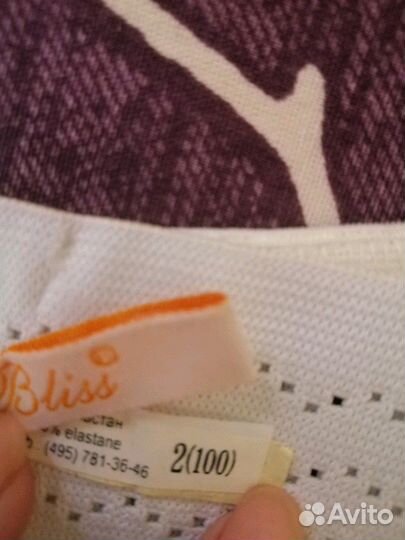 Bliss
% elastane
(495) 781-36-46
2(100)
Avito